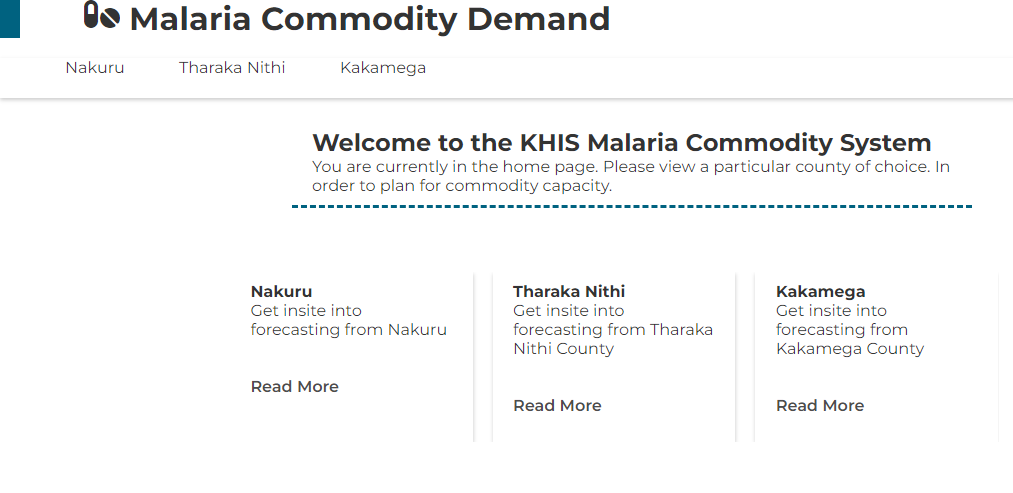 Malaria Commodity Demand
Nakuru Tharaka Nithi Kakamega
Welcome to the KHIS Malaria Commodity System
You are currently in the home page. Please view a particular county of choice. In
order to plan for commodity capacity.
Nakuru
Get insite into
forecasting from Nakuru
Read More
Tharaka Nithi
Get insite into
forecasting from Tharaka
Nithi County
Read More
Kakamega
Get insite into
forecasting from
Kakamega County
Read More